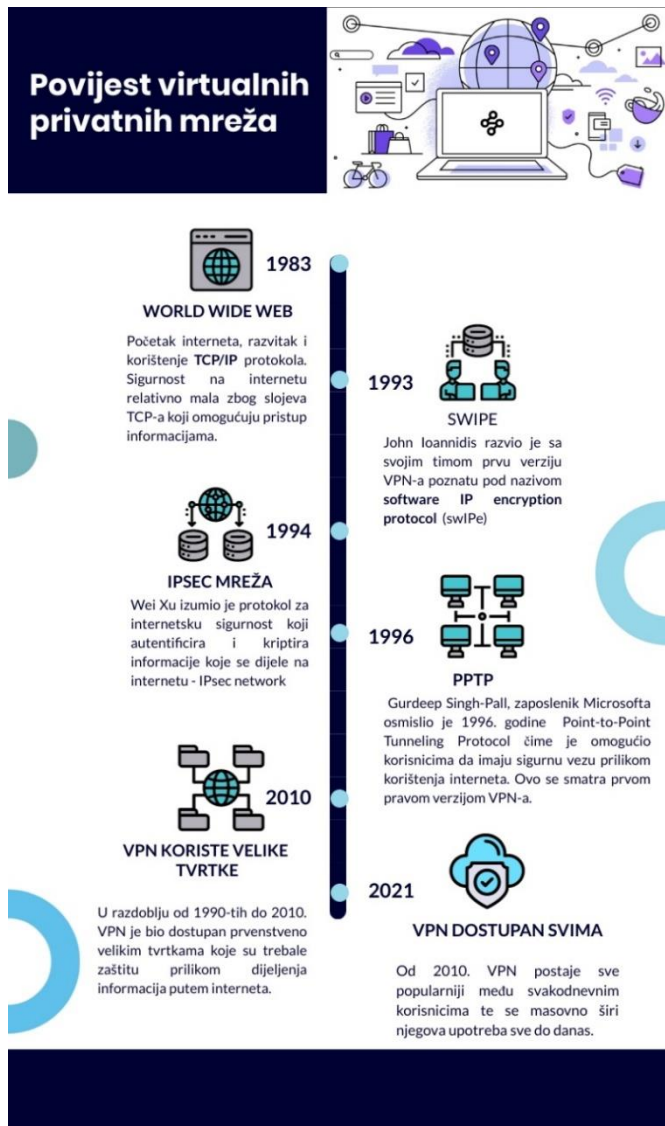 Povijest virtualnih
privatnih mreža
1983
WORLD WIDE WEB
Početak interneta, razvitak i
korištenje TCP/IP protokola.
Sigurnost na internetu
relativno mala zbog slojeva
TCP-a koji omogućuju pristup
informacijama.
1993
SWIPE
John Ioannidis razvio je sa
svojim timom prvu verziju
VPN-a poznatu pod nazivom
software IP encryption
protocol (swIPe)
1994
IPSEC MREŽA
Wei Xu izumio je protokol za
internetsku sigurnost koji
autentificira i kriptira
informacije koje se dijele na
internetu - IPsec network
1996
PPTP
Gurdeep Singh-Pall, zaposlenik Microsofta
osmislio je 1996. godine Point-to-Point
Tunneling Protocol čime je omogućio
korisnicima da imaju sigurnu vezu prilikom
korištenja interneta. Ovo se smatra prvom
pravom verzijom VPN-a.
2010
VPN KORISTE VELIKE
TVRTKE
U razdoblju od 1990-tih do 2010.
VPN je bio dostupan prvenstveno
velikim tvrtkama koje su trebale
zaštitu prilikom dijeljenja
informacija putem interneta.
2021
VPN DOSTUPAN SVIMA
Od 2010. VPN postaje sve
popularniji među svakodnevnim
korisnicima te se masovno širi
njegova upotreba sve do danas.